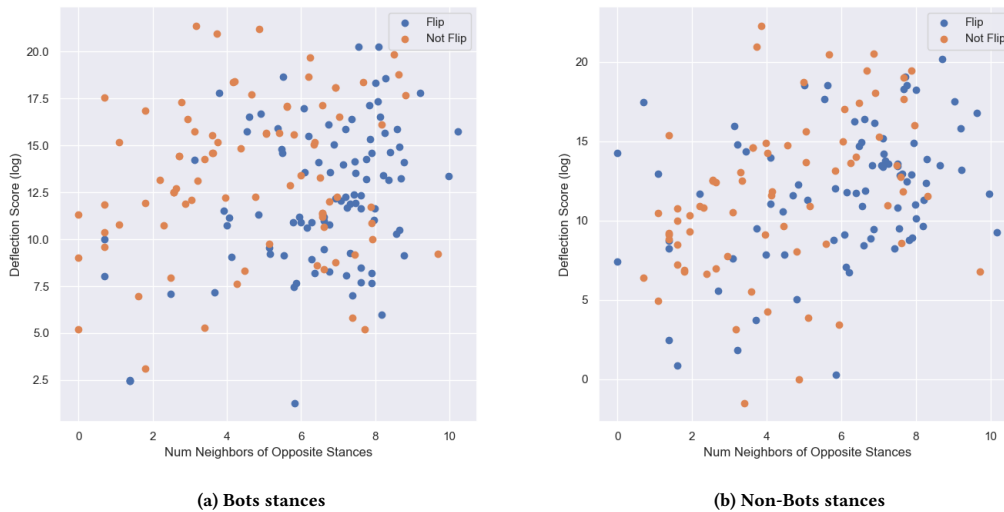 Flip
Not Flip
20.0
17.5
15.0
12.5
10.0
7.5
5.0
2.5
Deflection Score (log)
0 2 4 6 8 10
Num Neighbors of Opposite Stances
(a) Bots stances
Flip
Not Flip
20
15
10
5
0
Deflection Score (log)
0 2 4 6 8 10
Num Neighbors of Opposite Stances
(b) Non-Bots stances